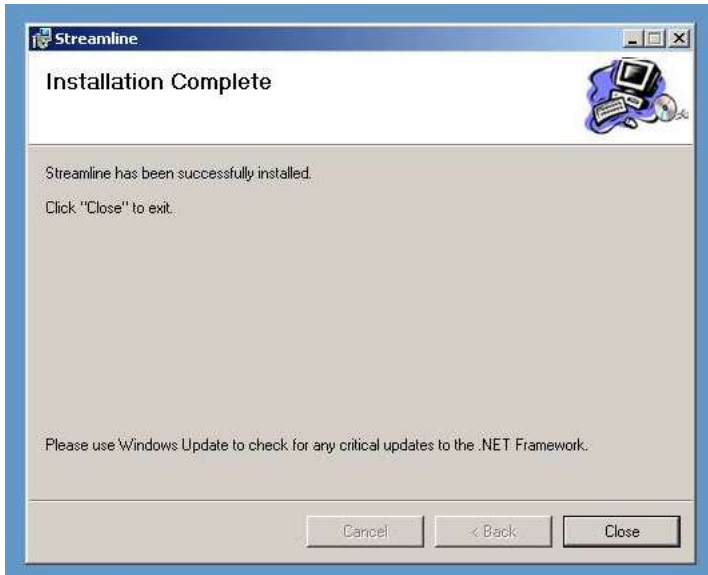 Streamline
Installation Complete
Streamline has been successfully installed.
Click "Close" to exit.
Please use Windows Update to check for any critical updates to the .NET Framework.
Cancel < Back Close